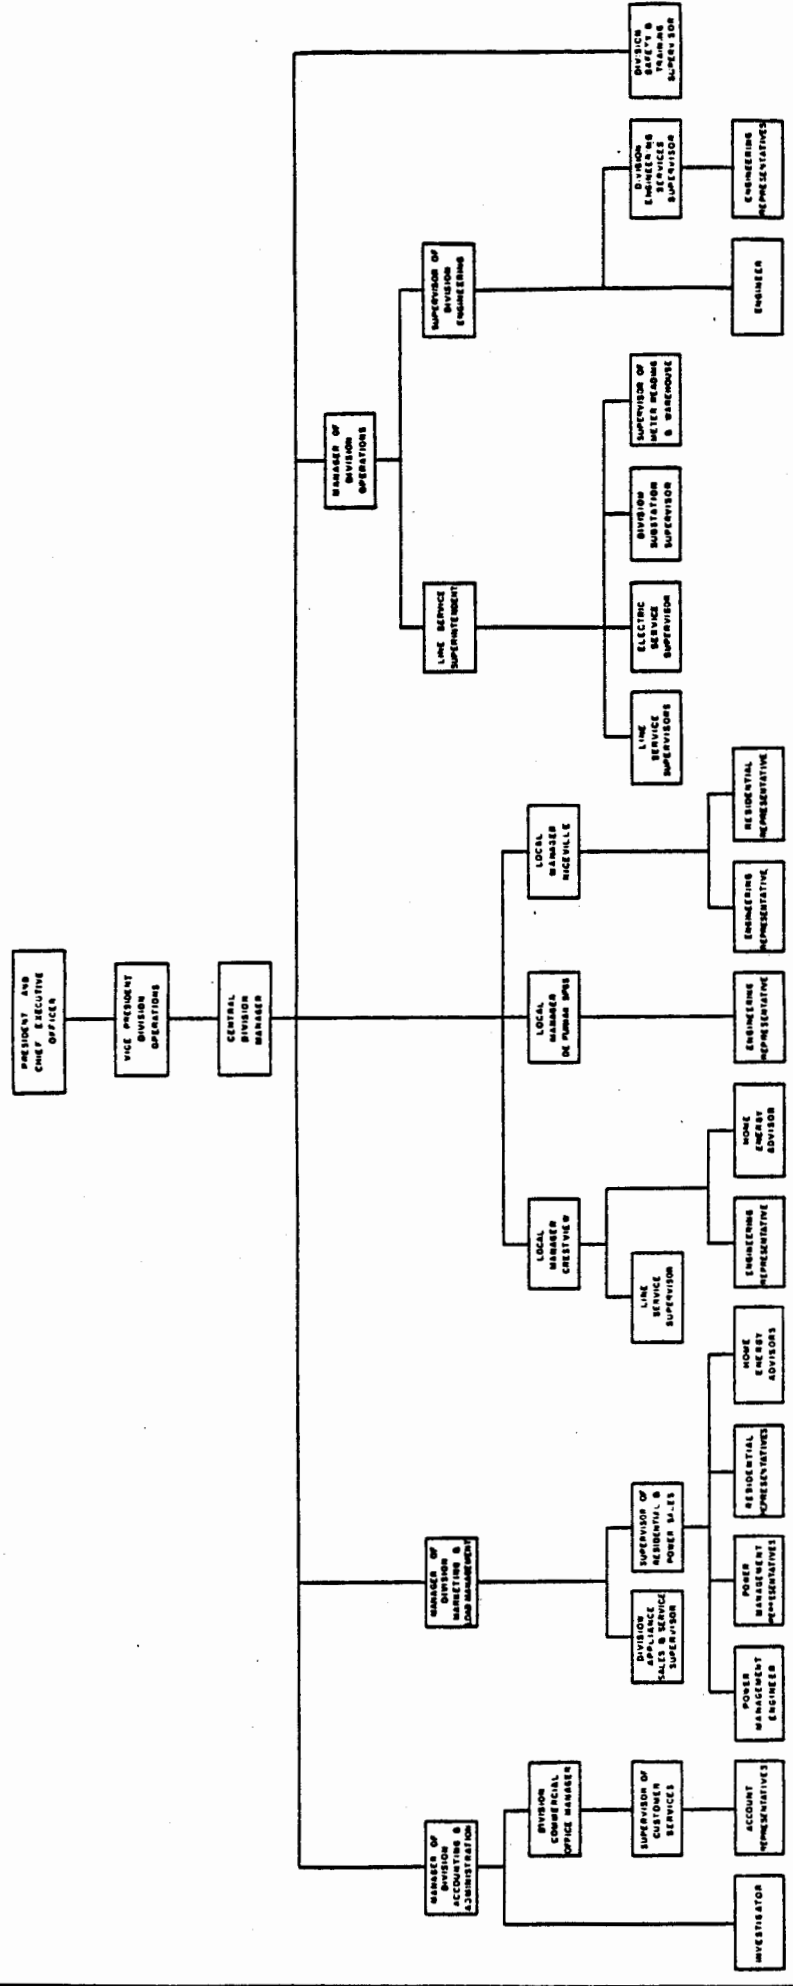 PRESIDENT AND
CHIEF EXECUTIVE
OFFICER
VICE PRESIDENT
DIVISION
OPERATIONS
CENTRAL
DIVISION
MANAGER
MANAGER OF
DIVISION
ACCOUNTING &
ADMINISTRATION
MANAGER OF
DIVISION
MARKETING &
LOAD MANAGEMENT
MANAGER OF
DIVISION
OPERATIONS
LINE SERVICE
SUPERINTENDENT
SUPERVISOR OF
DIVISION
ENGINEERING
DIVISION
COMMERCIAL
OFFICE MANAGER
LOCAL
MANAGER
CRESTVIEW
LOCAL
MANAGER
DE FUNIAK SPGS
LOCAL
MANAGER
NICEVILLE
SUPERVISOR OF
CUSTOMER
SERVICES
DIVISION
APPLIANCE
SALES & SERVICE
SUPERVISOR
SUPERVISOR OF
RESIDENTIAL &
POWER SALES
LINE
SERVICE
SUPERVISOR
LINE
SERVICE
SUPERVISORS
ELECTRIC
SERVICE
SUPERVISOR
DIVISION
SUBSTATION
SUPERVISOR
SUPERVISOR OF
METER READING
& WAREHOUSE
DIVISION
ENGINEERING
SERVICES
SUPERVISOR
DIVISION
SAFETY &
TRAINING
SUPERVISOR
INVESTIGATOR
ACCOUNT
REPRESENTATIVES
POWER
MANAGEMENT
ENGINEER
POWER
MANAGEMENT
REPRESENTATIVES
RESIDENTIAL
REPRESENTATIVES
HOME
ENERGY
ADVISORS
ENGINEERING
REPRESENTATIVE
HOME
ENERGY
ADVISOR
ENGINEERING
REPRESENTATIVE
ENGINEERING
REPRESENTATIVE
RESIDENTIAL
REPRESENTATIVE
ENGINEER
ENGINEERING
REPRESENTATIVES